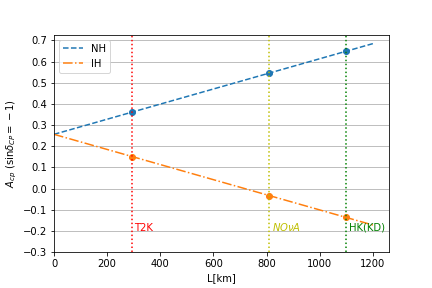 NH
IH
0.7
0.6
0.5
0.4
0.3
0.2
0.1
0.0
−0.1
−0.2
−0.3
A_cp (sinδ_CP = −1)
T2K
NOνA
HK(KD)
0 200 400 600 800 1000 1200
L[km]